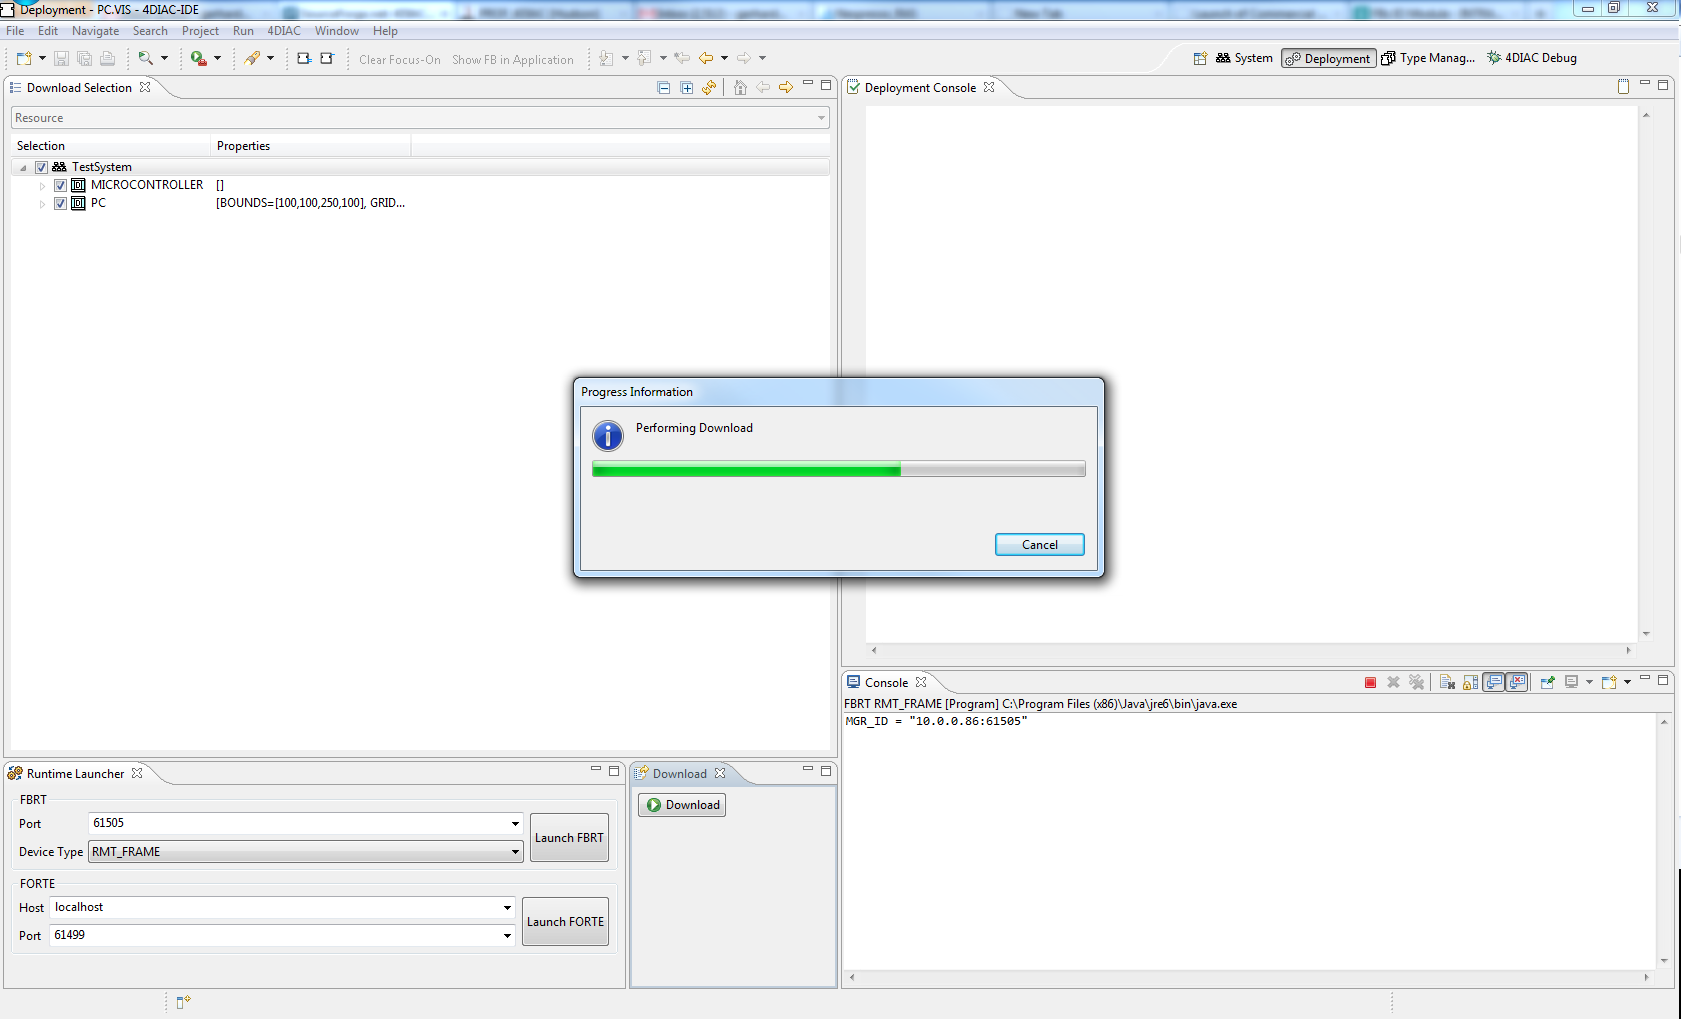 Deployment - PC.VIS - 4DIAC-IDE
File Edit Navigate Search Project Run 4DIAC Window Help
Clear Focus-On Show FB in Application
System Deployment Type Manag... 4DIAC Debug
Download Selection
Resource
Selection Properties
TestSystem
MICROCONTROLLER []
PC [BOUNDS=[100,100,250,100], GRID...
Deployment Console
Progress Information
Performing Download
Cancel
Console
FBRT RMT_FRAME [Program] C:\Program Files (x86)\Java\jre6\bin\java.exe
MGR_ID = "10.0.0.86:61505"
Runtime Launcher
FBRT
Port 61505
Launch FBRT
Device Type RMT_FRAME
FORTE
Host localhost
Launch FORTE
Port 61499
Download
Download